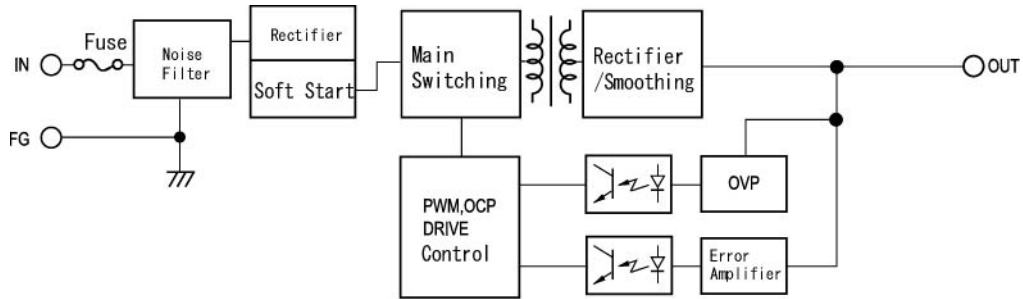 Fuse
IN
Noise
Filter
Rectifier
Soft Start
Main
Switching
Rectifier
/Smoothing
OUT
FG
PWM,OCP
DRIVE
Control
OVP
Error
Amplifier